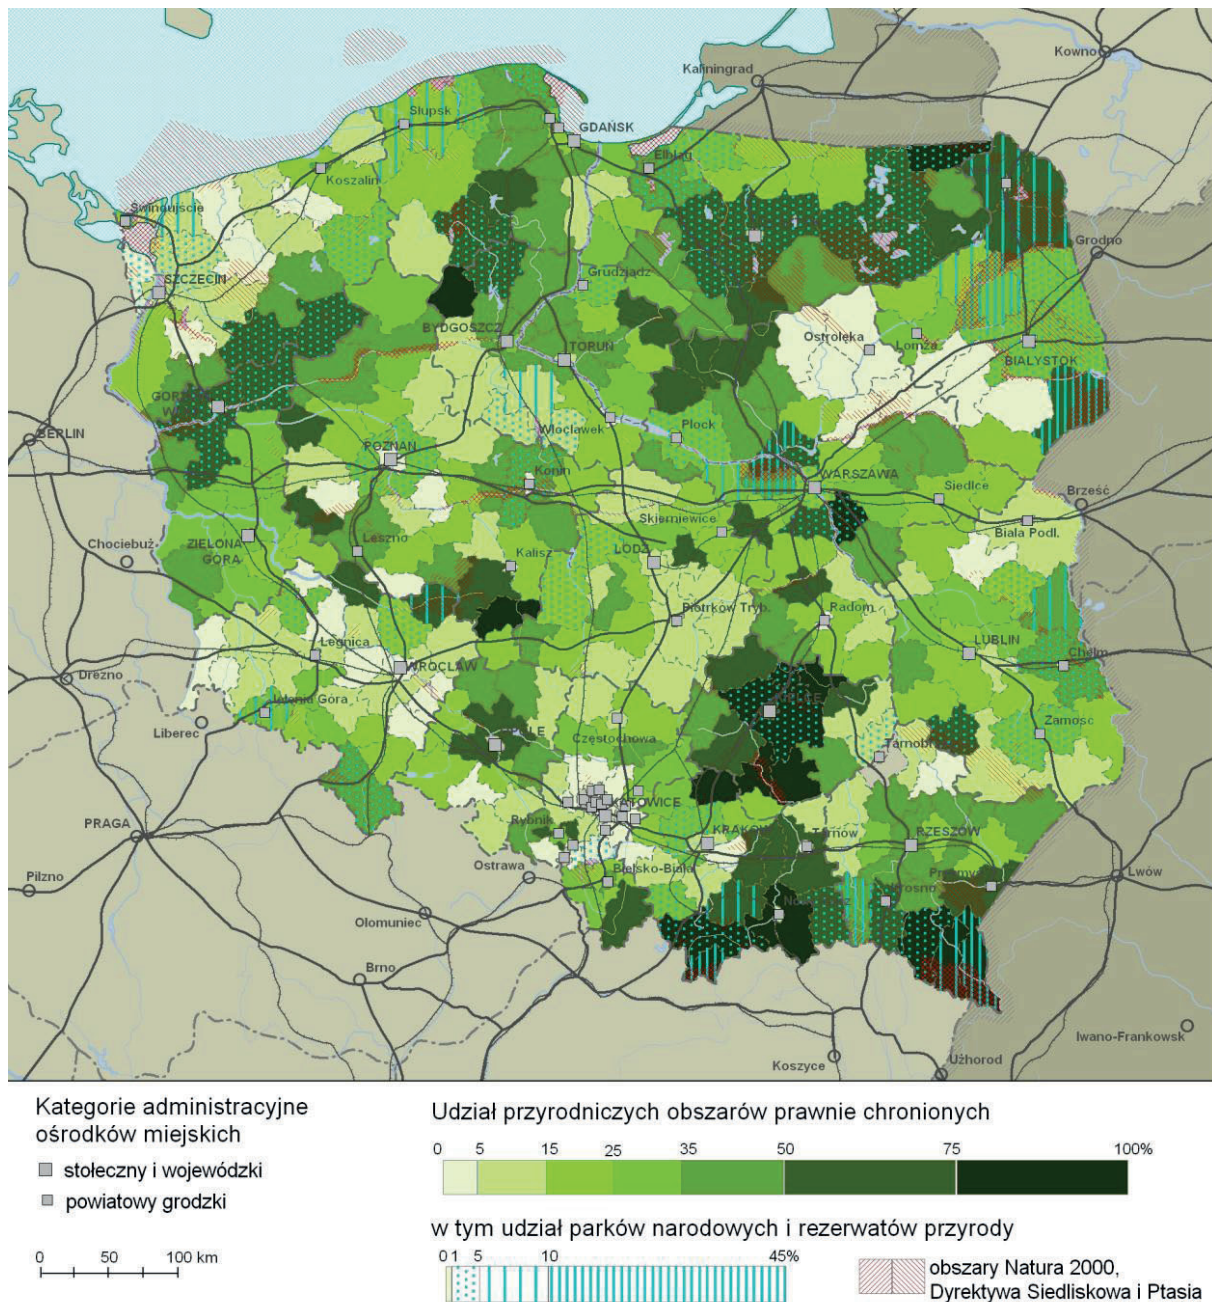 Kowno
Kaliningrad
Słupsk
GDAŃSK
Elbląg
Koszalin
Świnoujście
Grodno
SZCZECIN
Grudziądz
BYDGOSZCZ
Ostrołęka
Łomża
TORUŃ
BIAŁYSTOK
BERLIN
Włocławek
Płock
POZNAŃ
Konin
WARSZAWA
Siedlce
Brześć
Skierniewice
Biała Podl.
Chociebuż
ZIELONA
GÓRA
Leszno
Kalisz
ŁÓDŹ
Piotrków Tryb.
Radom
Legnica
LUBLIN
WROCŁAW
Chełm
Drezno
Jelenia Góra
Liberec
Zamość
Częstochowa
KATOWICE
PRAGA
Rybnik
KRAKÓW
Tarnów
RZESZÓW
Ostrawa
Bielsko-Biała
Lwów
Pilzno
Krosno
Ołomuniec
Brno
Iwano-Frankowsk
Koszyce
Użhorod
Kategorie administracyjne
ośrodków miejskich
stołeczny i wojewódzki
powiatowy grodzki
0 50 100 km
Udział przyrodniczych obszarów prawnie chronionych
0 5 15 25 35 50 75 100%
w tym udział parków narodowych i rezerwatów przyrody
0 1 5 10 45%
obszary Natura 2000,
Dyrektywa Siedliskowa i Ptasia